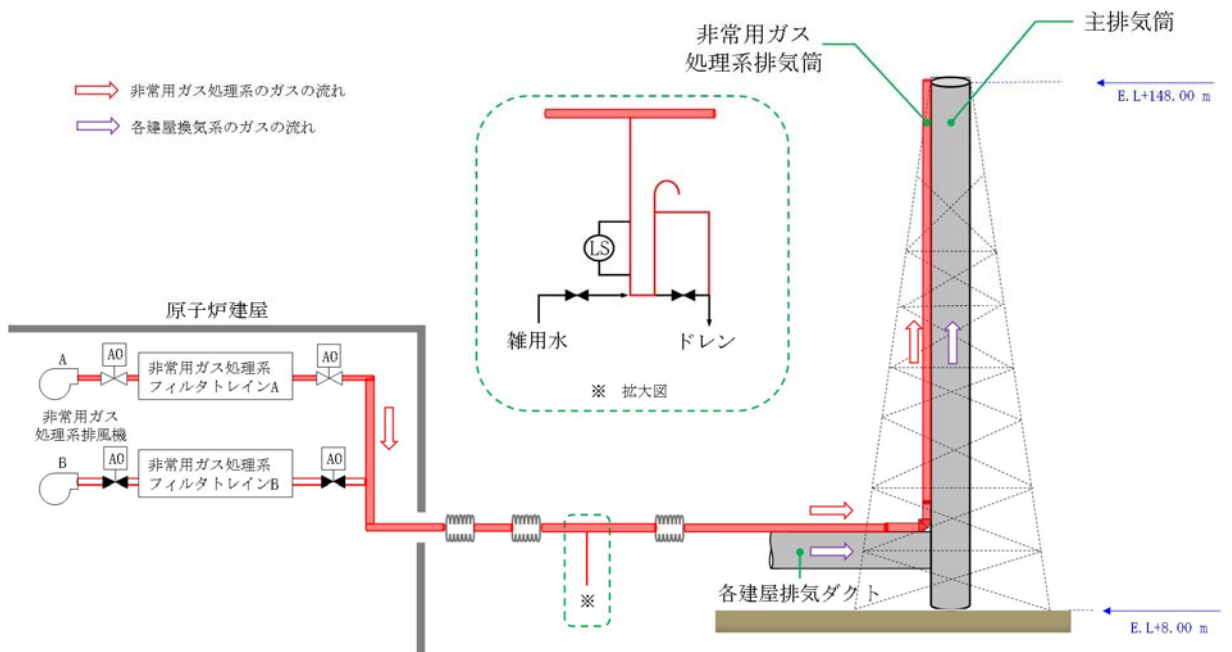 非常用ガス
処理系排気筒
主排気筒
非常用ガス処理系のガスの流れ
各建屋換気系のガスの流れ
E.L+148.00 m
LS
雑用水
ドレン
※ 拡大図
原子炉建屋
A
AO
非常用ガス処理系
フィルタトレインA
AO
非常用ガス
処理系排風機
B
AO
非常用ガス処理系
フィルタトレインB
AO
※
各建屋排気ダクト
E.L+8.00 m